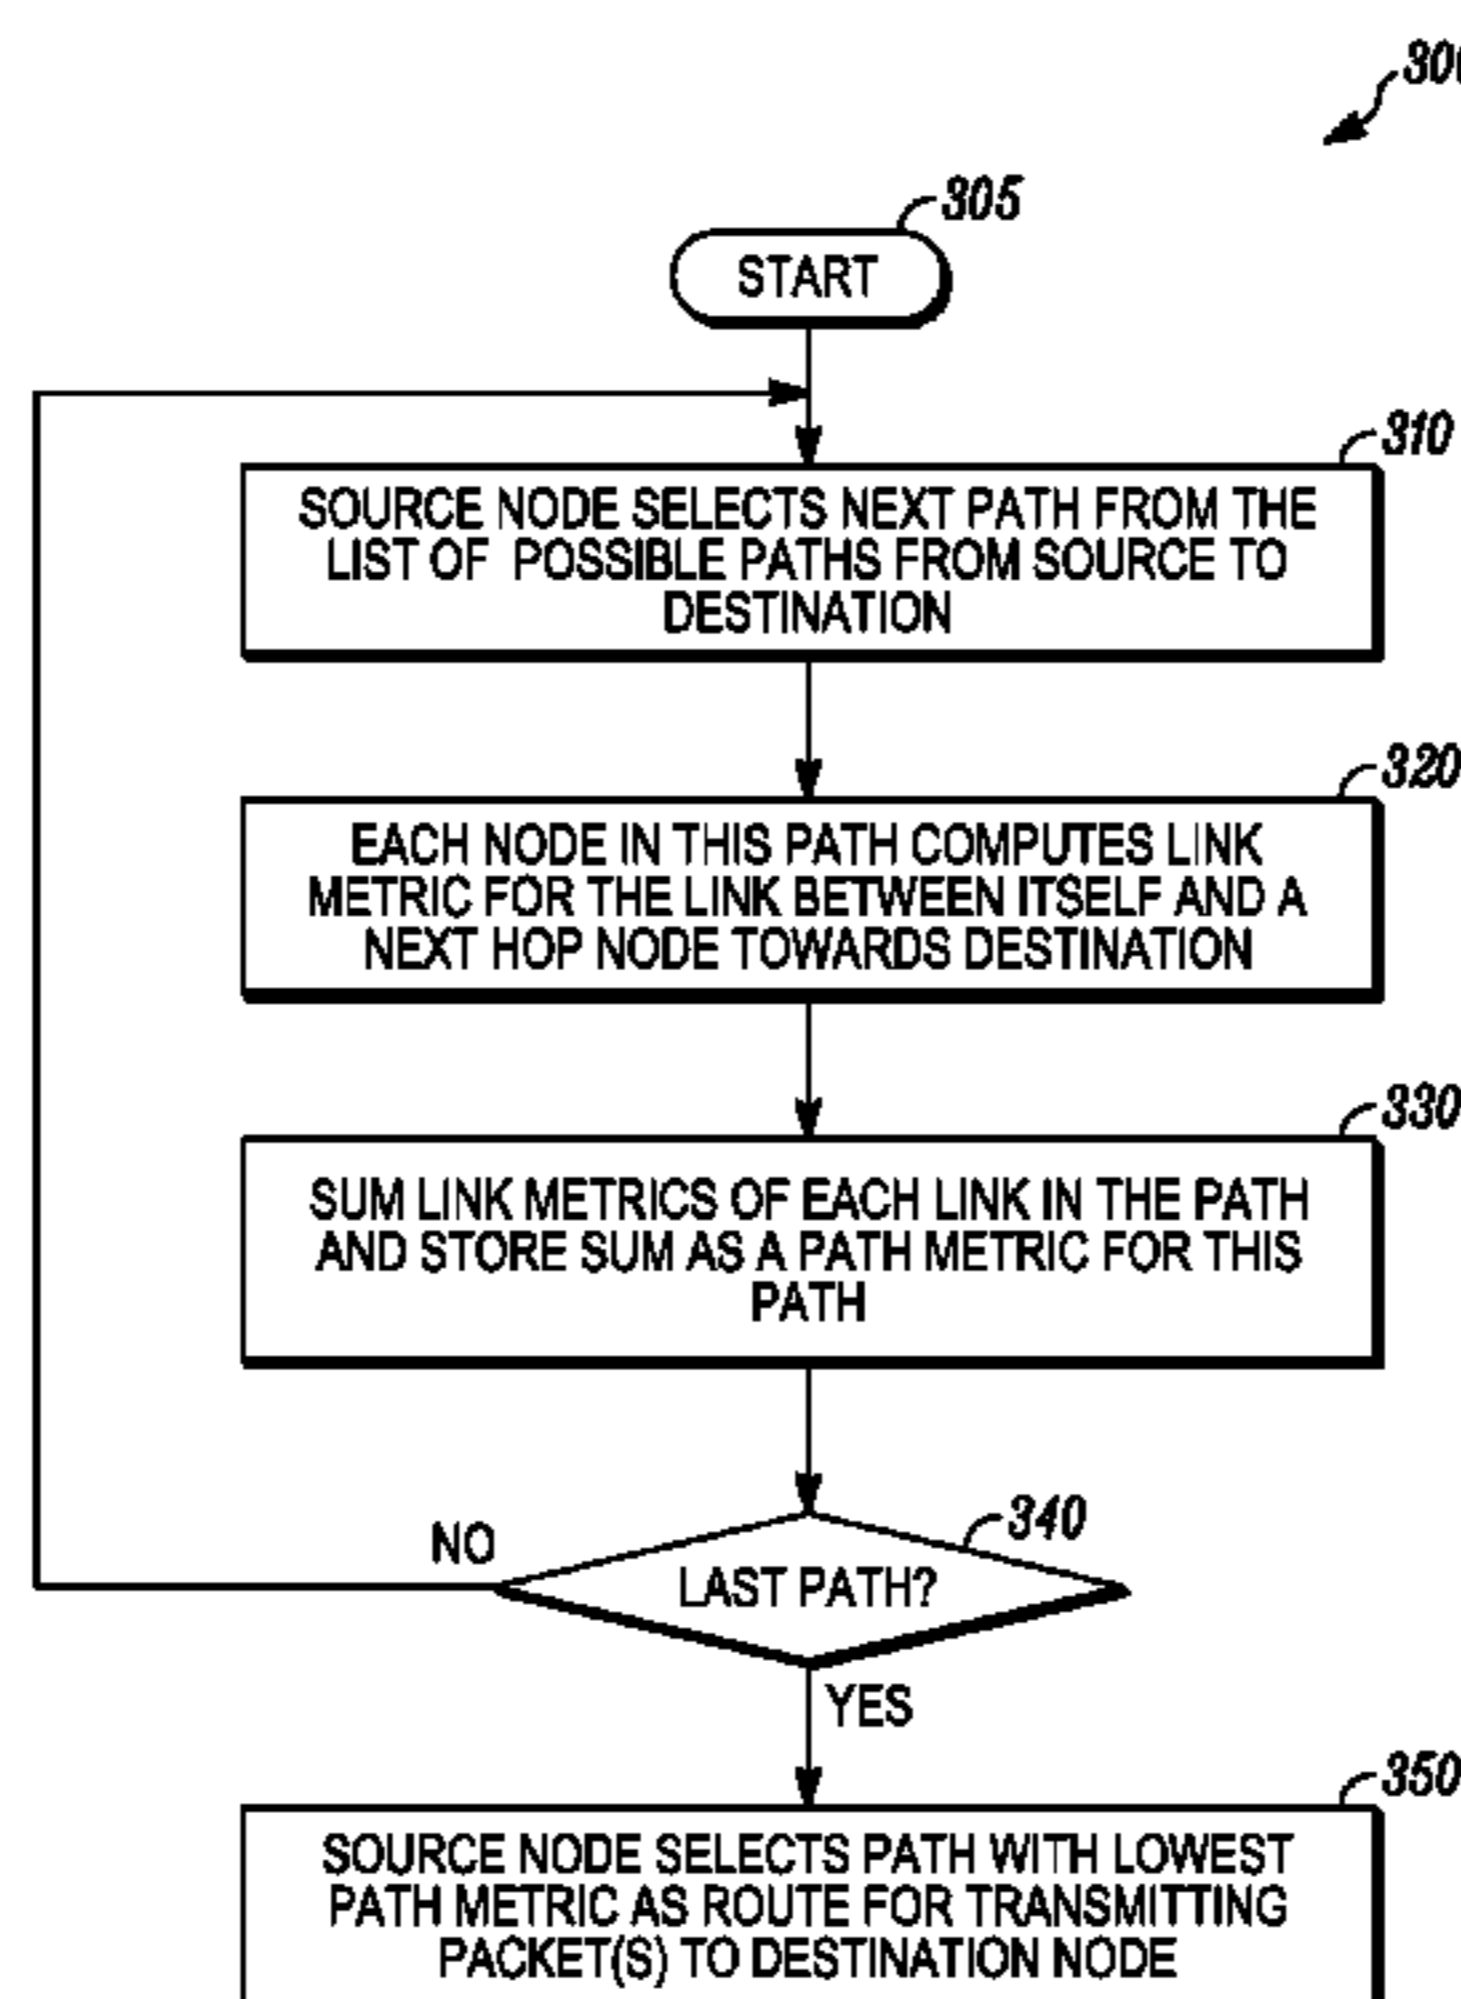 300
305
START
310
SOURCE NODE SELECTS NEXT PATH FROM THE
LIST OF POSSIBLE PATHS FROM SOURCE TO
DESTINATION
320
EACH NODE IN THIS PATH COMPUTES LINK
METRIC FOR THE LINK BETWEEN ITSELF AND A
NEXT HOP NODE TOWARDS DESTINATION
330
SUM LINK METRICS OF EACH LINK IN THE PATH
AND STORE SUM AS A PATH METRIC FOR THIS
PATH
340
NO
LAST PATH?
YES
350
SOURCE NODE SELECTS PATH WITH LOWEST
PATH METRIC AS ROUTE FOR TRANSMITTING
PACKET(S) TO DESTINATION NODE